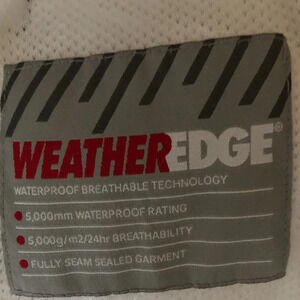 WEATHEREDGE®
WATERPROOF BREATHABLE TECHNOLOGY
5,000mm WATERPROOF RATING
5,000g/m2/24hr BREATHABILITY
FULLY SEAM SEALED GARMENT